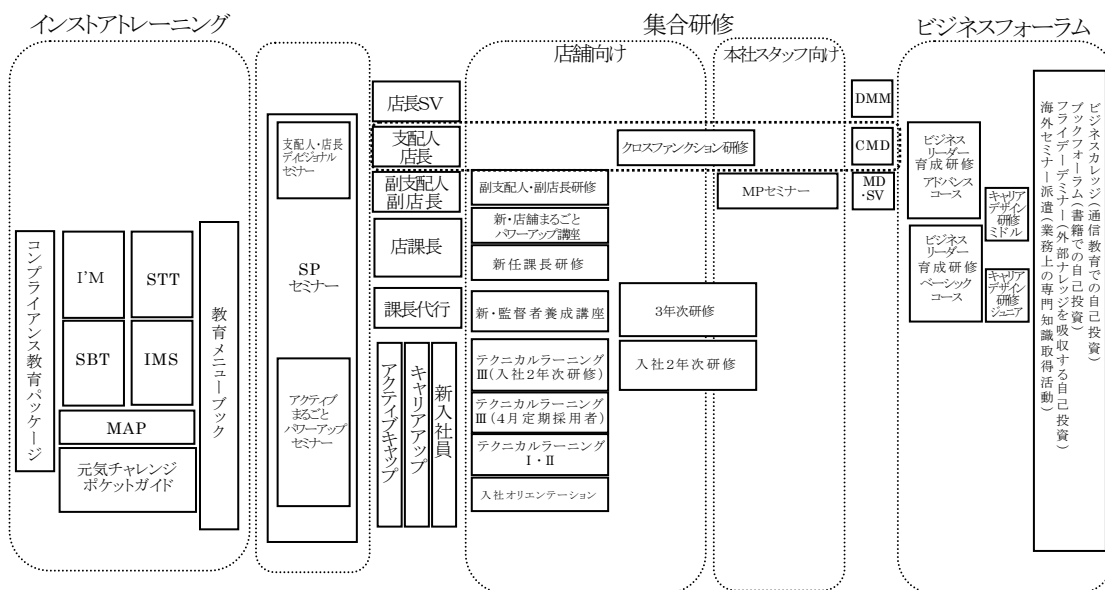 インストアトレーニング
集合研修
ビジネスフォーラム
店舗向け
本社スタッフ向け
コンプライアンス教育パッケージ
I'M
STT
SBT
IMS
MAP
元気チャレンジ
ポケットガイド
教育メニューブック
支配人・店長
ディビジョナル
セミナー
SP
セミナー
アクティブ
まるごと
パワーアップ
セミナー
店長SV
支配人
店長
副支配人
副店長
店課長
課長代行
アクティブキャップ
キャリアアップ
新入社員
クロスファンクション研修
副支配人・副店長研修
新・店舗まるごと
パワーアップ講座
新任課長研修
新・監督者養成講座
テクニカルラーニング
Ⅲ(入社2年次研修)
テクニカルラーニング
Ⅲ(4月定期採用者)
テクニカルラーニング
Ⅰ・Ⅱ
入社オリエンテーション
3年次研修
入社2年次研修
MPセミナー
DMM
CMD
MD
・SV
ビジネス
リーダー
育成研修
アドバンス
コース
ビジネス
リーダー
育成研修
ベーシック
コース
キャリア
デザイン
研修
ミドル
キャリア
デザイン
研修
ジュニア
ビジネスカレッジ(通信教育での自己投資)
ブックフォーラム(書籍での自己投資)
フライデーデミナー(外部ナレッジを吸収する自己投資)
海外セミナー派遣(業務上の専門知識取得活動)